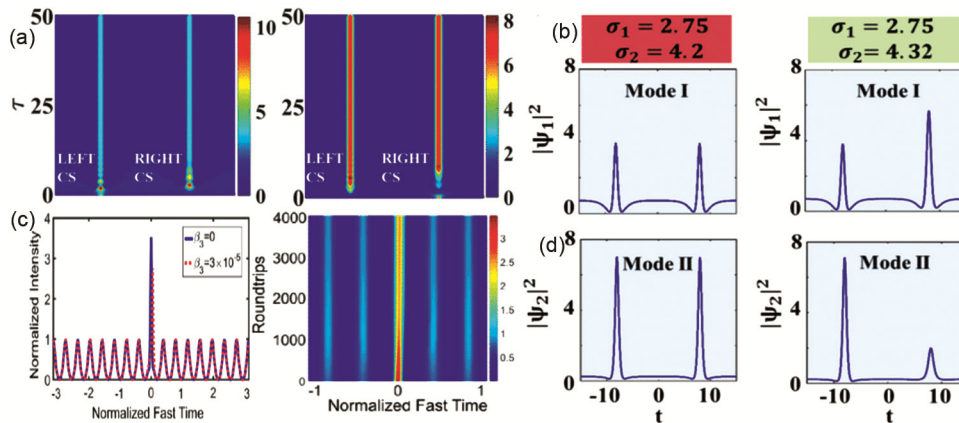 (a)
50
25
0
τ
LEFT
CS
RIGHT
CS
10
5
0
50
25
0
LEFT
CS
RIGHT
CS
8
6
4
2
0
(b)
σ₁ = 2.75
σ₂ = 4.2
σ₁ = 2.75
σ₂= 4.32
8
4
0
|ψ₁|²
Mode I
8
4
0
|ψ₁|²
Mode I
(c)
Normalized Intensity
4
3
2
1
0
β₃=0
β₃=3×10⁻⁵
-3 -2 -1 0 1 2 3
Normalized Fast Time
Roundtrips
4000
3000
2000
1000
0
-1 0 1
Normalized Fast Time
3
2.5
2
1.5
1
0.5
(d)
8
4
0
|ψ₂|²
Mode II
-10 0 10
t
8
4
0
|ψ₂|²
Mode II
-10 0 10
t